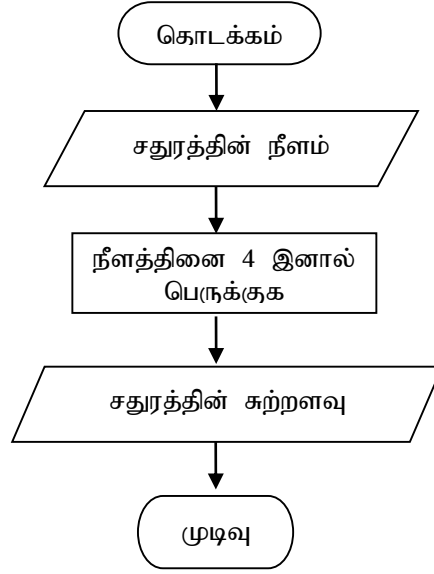 தொடக்கம்
சதுரத்தின் நீளம்
நீளத்தினை 4 இனால்
பெருக்குக
சதுரத்தின் சுற்றளவு
முடிவு